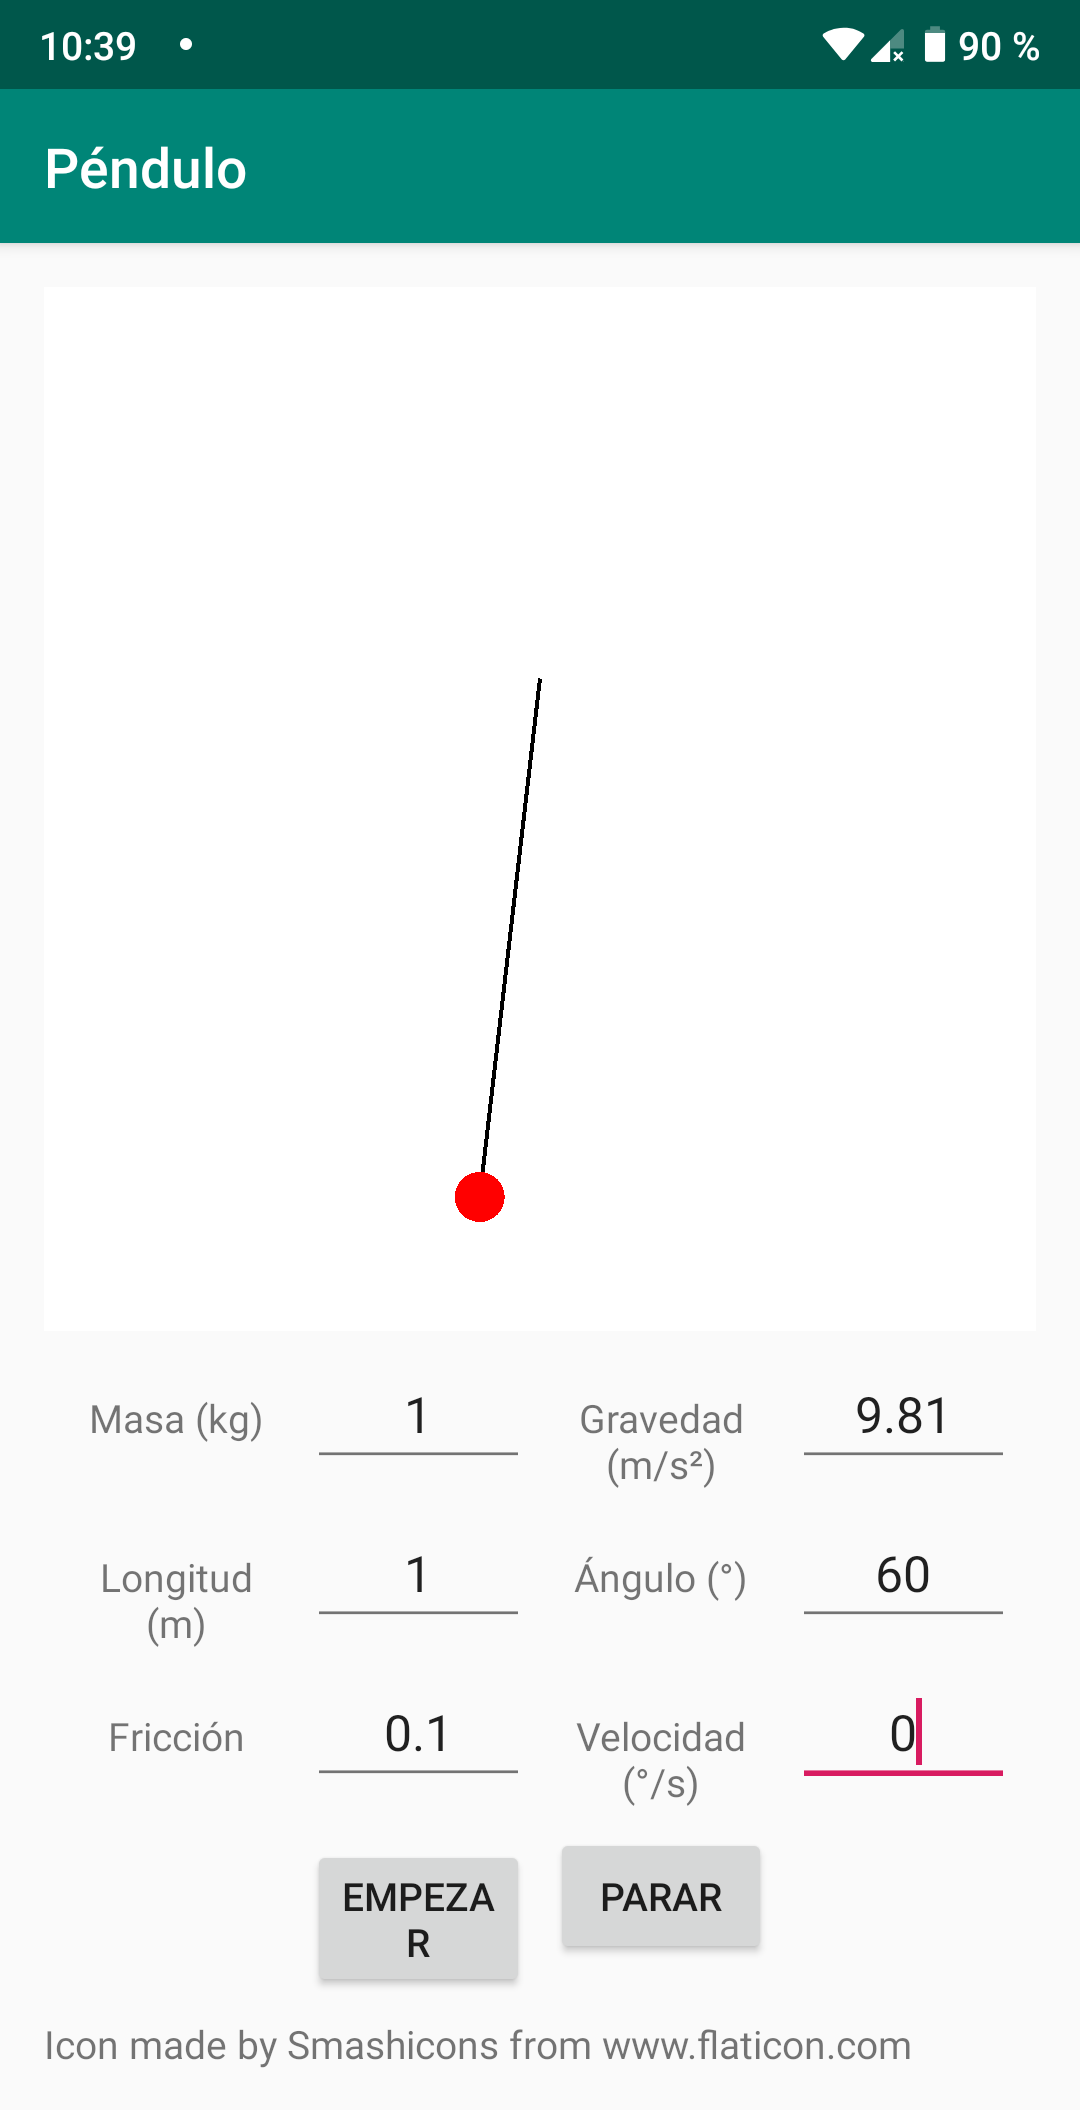 10:39
90 %
Péndulo
Masa (kg)
1
Gravedad
(m/s²)
9.81
Longitud
(m)
1
Ángulo (°)
60
Fricción
0.1
Velocidad
(°/s)
0
EMPEZA
R
PARAR
Icon made by Smashicons from www.flaticon.com